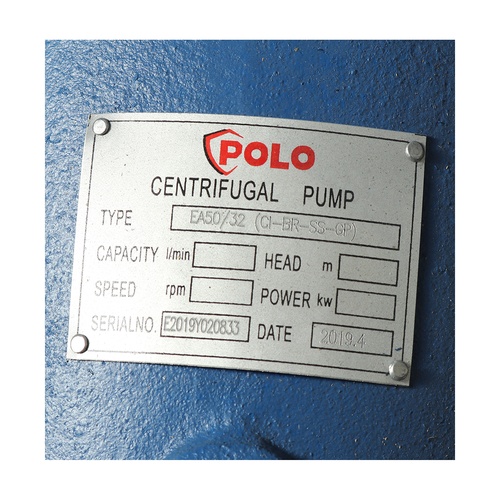 POLO
CENTRIFUGAL PUMP
TYPE EA50/32 (CI-BR-SS-GP)
CAPACITY l/min HEAD m
SPEED rpm POWER kw
SERIALNO. E2019Y020833 DATE 2019.4